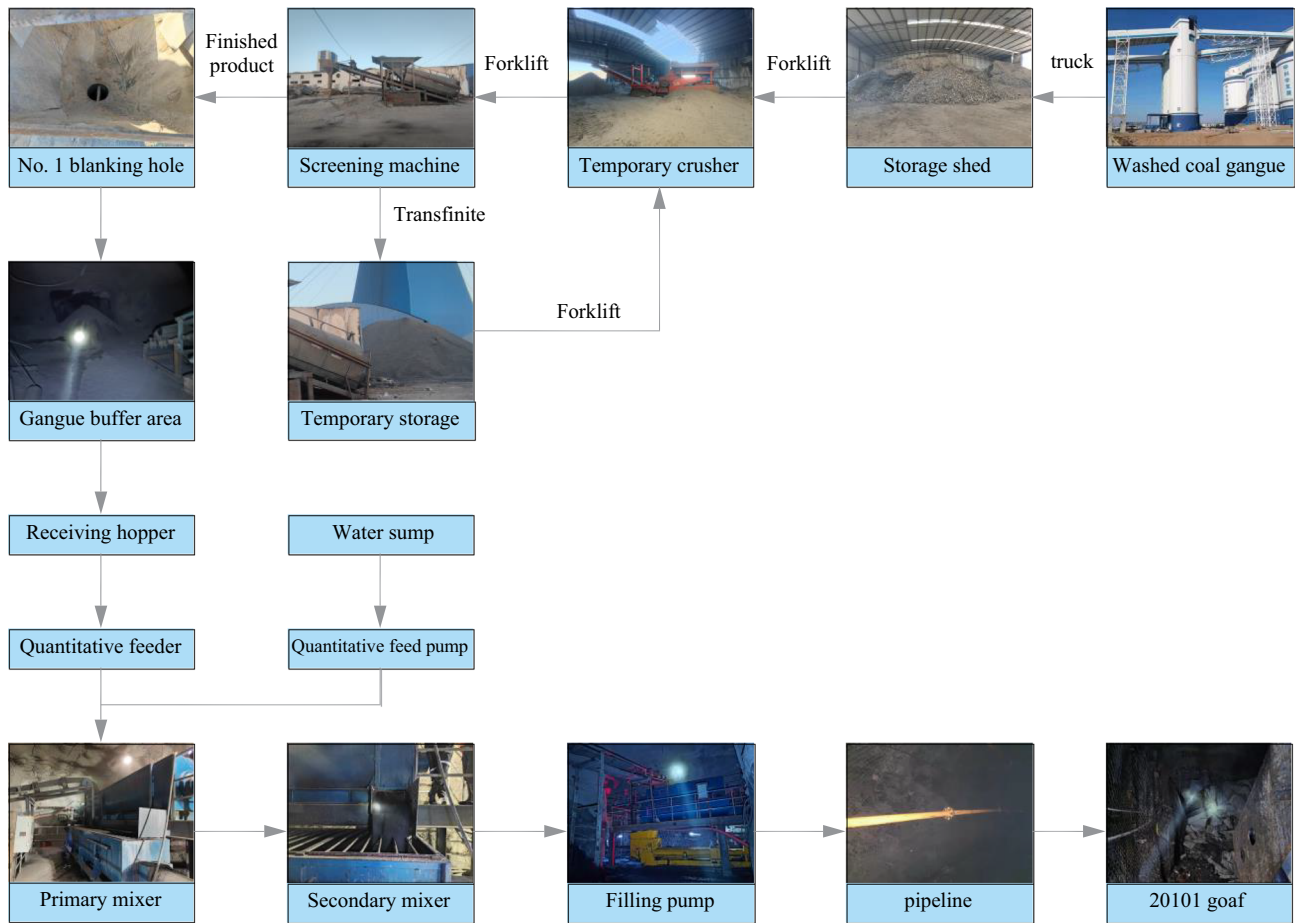 Finished
product
Forklift
Forklift
truck
No. 1 blanking hole
Screening machine
Temporary crusher
Storage shed
Washed coal gangue
Transfinite
Forklift
Gangue buffer area
Temporary storage
Receiving hopper
Water sump
Quantitative feeder
Quantitative feed pump
Primary mixer
Secondary mixer
Filling pump
pipeline
20101 goaf